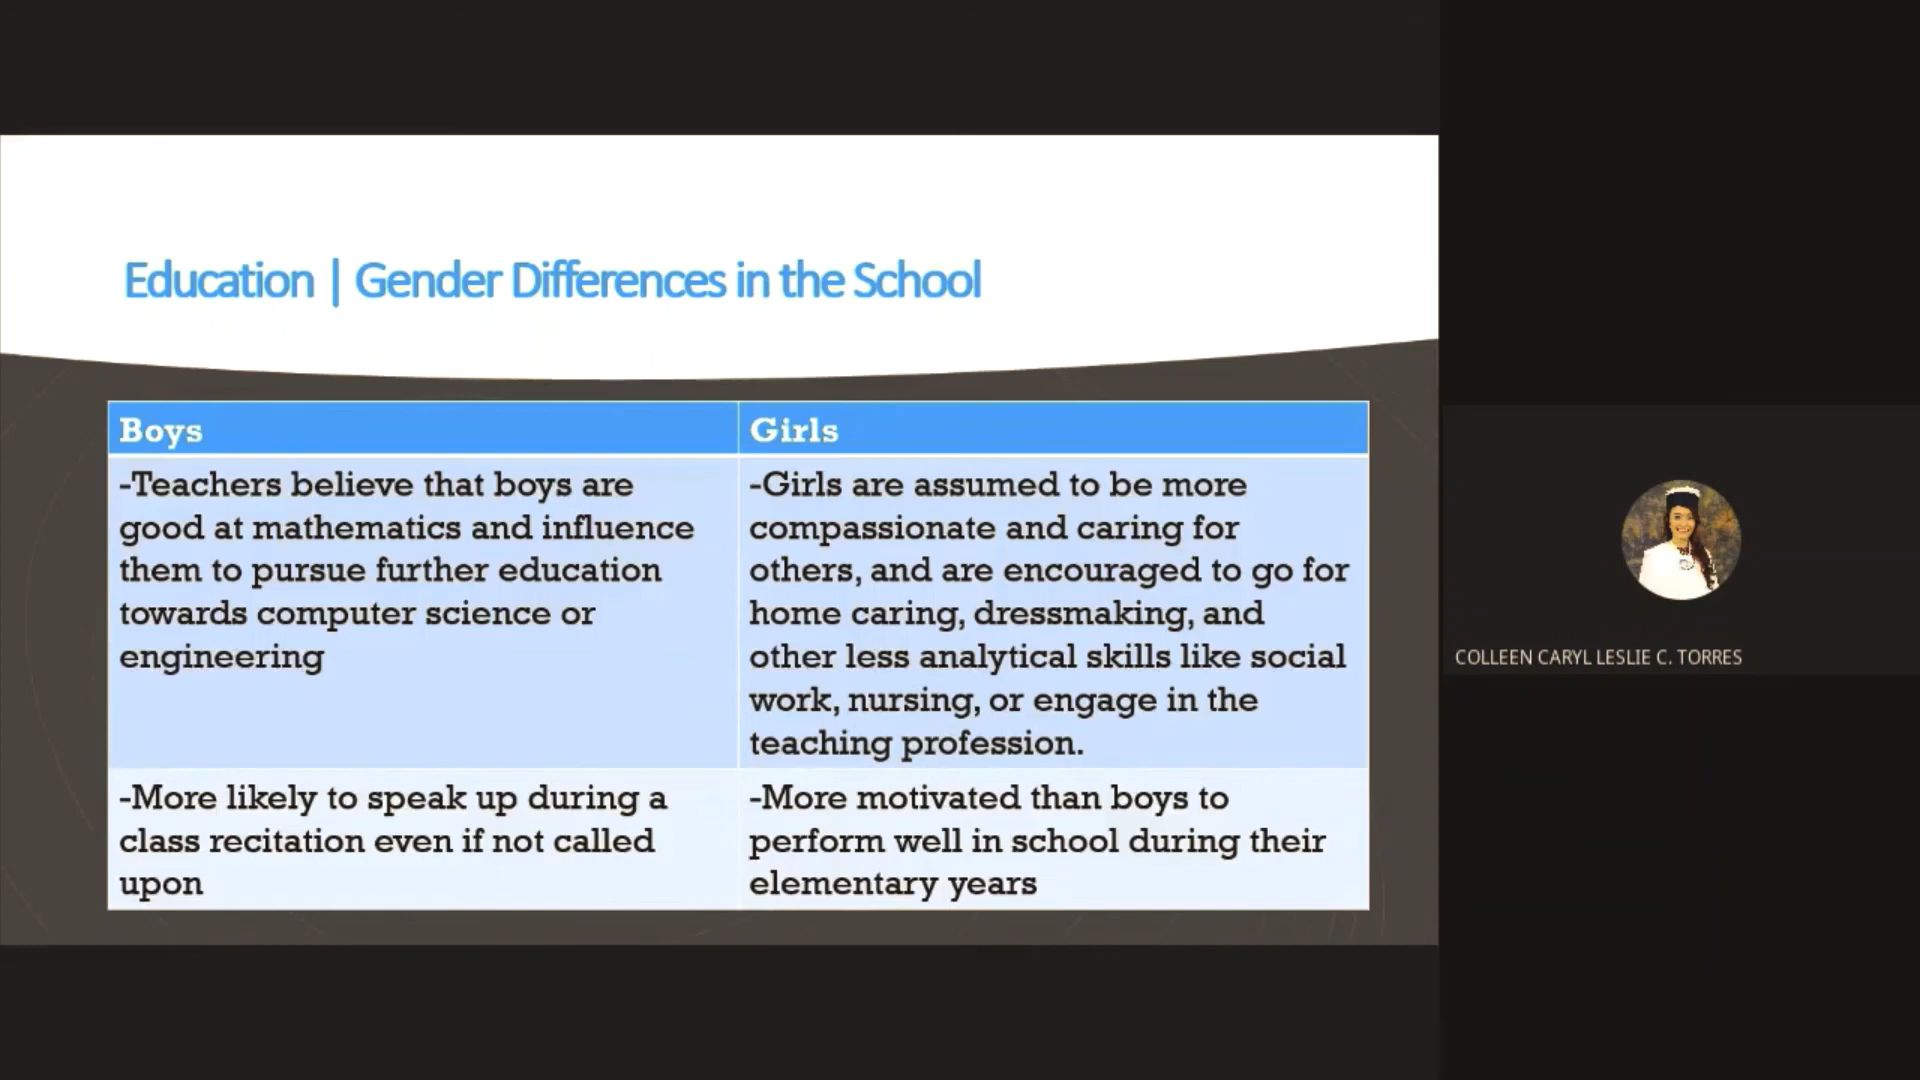 Education | Gender Differences in the School
Boys
Girls
-Teachers believe that boys are
good at mathematics and influence
them to pursue further education
towards computer science or
engineering
-Girls are assumed to be more
compassionate and caring for
others, and are encouraged to go for
home caring, dressmaking, and
other less analytical skills like social
work, nursing, or engage in the
teaching profession.
-More likely to speak up during a
class recitation even if not called
upon
-More motivated than boys to
perform well in school during their
elementary years
COLLEEN CARYL LESLIE C. TORRES